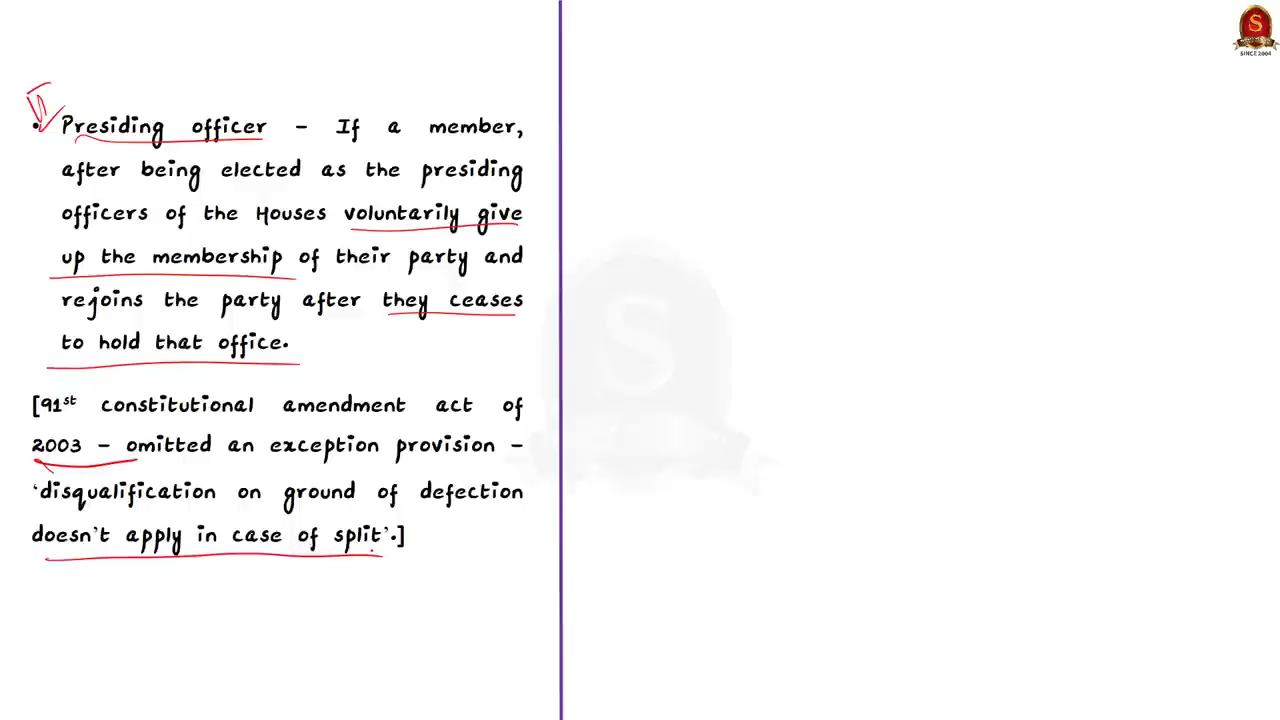 • Presiding officer – If a member,
after being elected as the presiding
officers of the Houses voluntarily give
up the membership of their party and
rejoins the party after they ceases
to hold that office.
[91st constitutional amendment act of
2003 – omitted an exception provision –
‘disqualification on ground of defection
doesn't apply in case of split’.]
S
SINCE 2004